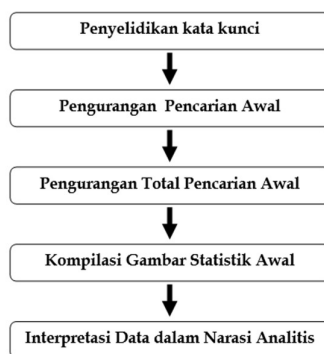 Penyelidikan kata kunci
Pengurangan Pencarian Awal
Pengurangan Total Pencarian Awal
Kompilasi Gambar Statistik Awal
Interpretasi Data dalam Narasi Analitis